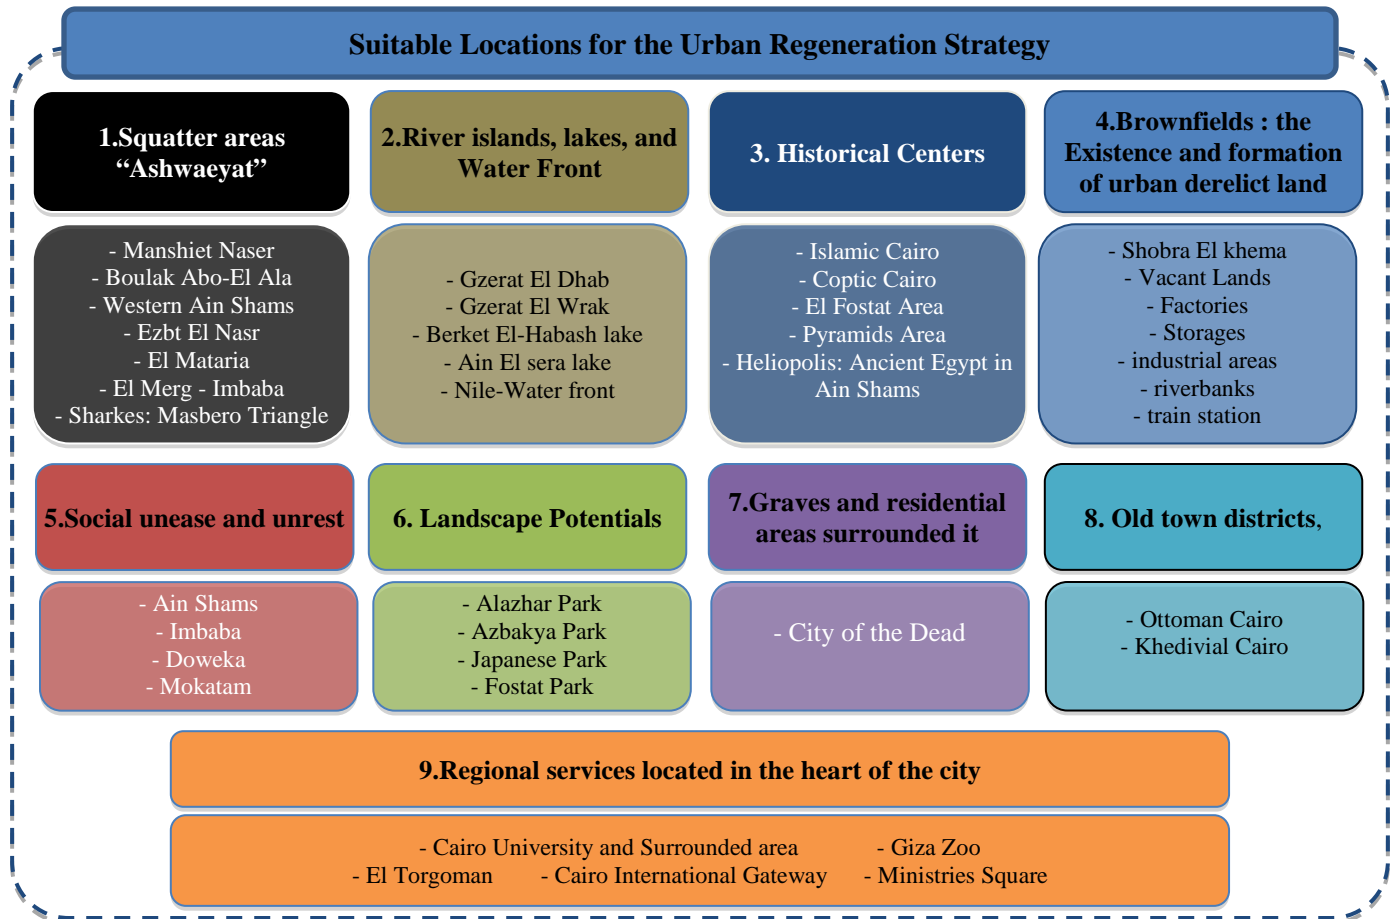 Suitable Locations for the Urban Regeneration Strategy
1.Squatter areas
“Ashwaeyat”
- Manshiet Naser
- Boulak Abo-El Ala
- Western Ain Shams
- Ezbt El Nasr
- El Mataria
- El Merg - Imbaba
- Sharkes: Masbero Triangle
2.River islands, lakes, and
Water Front
- Gzerat El Dhab
- Gzerat El Wrak
- Berket El-Habash lake
- Ain El sera lake
- Nile-Water front
3. Historical Centers
- Islamic Cairo
- Coptic Cairo
- El Fostat Area
- Pyramids Area
- Heliopolis: Ancient Egypt in
Ain Shams
4.Brownfields : the
Existence and formation
of urban derelict land
- Shobra El khema
- Vacant Lands
- Factories
- Storages
- industrial areas
- riverbanks
- train station
5.Social unease and unrest
- Ain Shams
- Imbaba
- Doweka
- Mokatam
6. Landscape Potentials
- Alazhar Park
- Azbakya Park
- Japanese Park
- Fostat Park
7.Graves and residential
areas surrounded it
- City of the Dead
8. Old town districts,
- Ottoman Cairo
- Khedivial Cairo
9.Regional services located in the heart of the city
- Cairo University and Surrounded area - Giza Zoo
- El Torgoman - Cairo International Gateway - Ministries Square